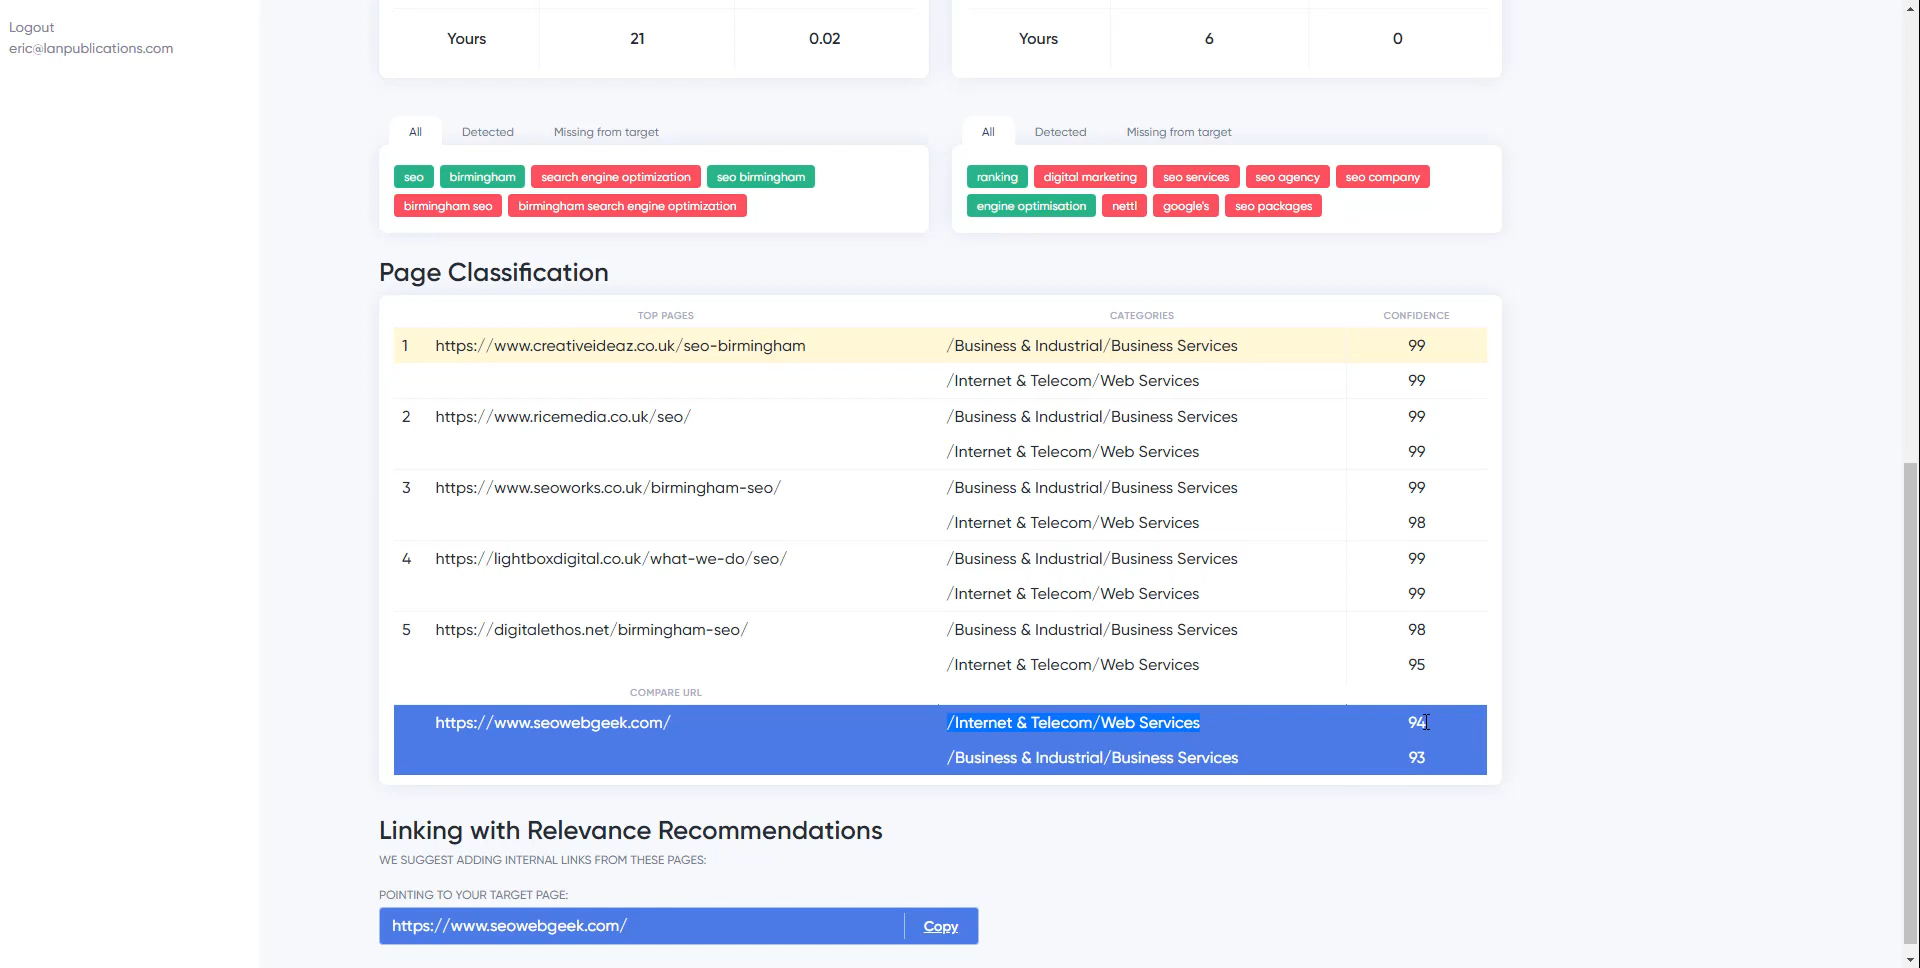 Logout
eric@lanpublications.com
Yours 21 0.02
Yours 6 0
All Detected Missing from target
All Detected Missing from target
seo birmingham search engine optimization seo birmingham
birmingham seo birmingham search engine optimization
ranking digital marketing seo services seo agency seo company
engine optimisation nettl google's seo packages
Page Classification
TOP PAGES CATEGORIES CONFIDENCE
1 https://www.creativeideaz.co.uk/seo-birmingham /Business & Industrial/Business Services 99
/Internet & Telecom/Web Services 99
2 https://www.ricemedia.co.uk/seo/ /Business & Industrial/Business Services 99
/Internet & Telecom/Web Services 99
3 https://www.seoworks.co.uk/birmingham-seo/ /Business & Industrial/Business Services 99
/Internet & Telecom/Web Services 98
4 https://lightboxdigital.co.uk/what-we-do/seo/ /Business & Industrial/Business Services 99
/Internet & Telecom/Web Services 99
5 https://digitalethos.net/birmingham-seo/ /Business & Industrial/Business Services 98
/Internet & Telecom/Web Services 95
COMPARE URL
https://www.seowebgeek.com/ /Internet & Telecom/Web Services 94
/Business & Industrial/Business Services 93
Linking with Relevance Recommendations
WE SUGGEST ADDING INTERNAL LINKS FROM THESE PAGES:
POINTING TO YOUR TARGET PAGE:
https://www.seowebgeek.com/ Copy